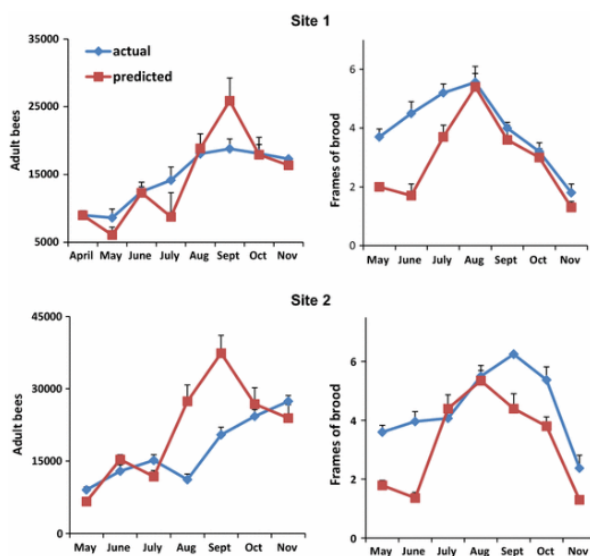 Site 1
actual
predicted
Adult bees
35000
25000
15000
5000
April May June July Aug Sept Oct Nov
Frames of brood
6
4
2
0
May June July Aug Sept Oct Nov
Site 2
Adult bees
45000
30000
15000
0
May June July Aug Sept Oct Nov
Frames of brood
6
4
2
0
May June July Aug Sept Oct Nov